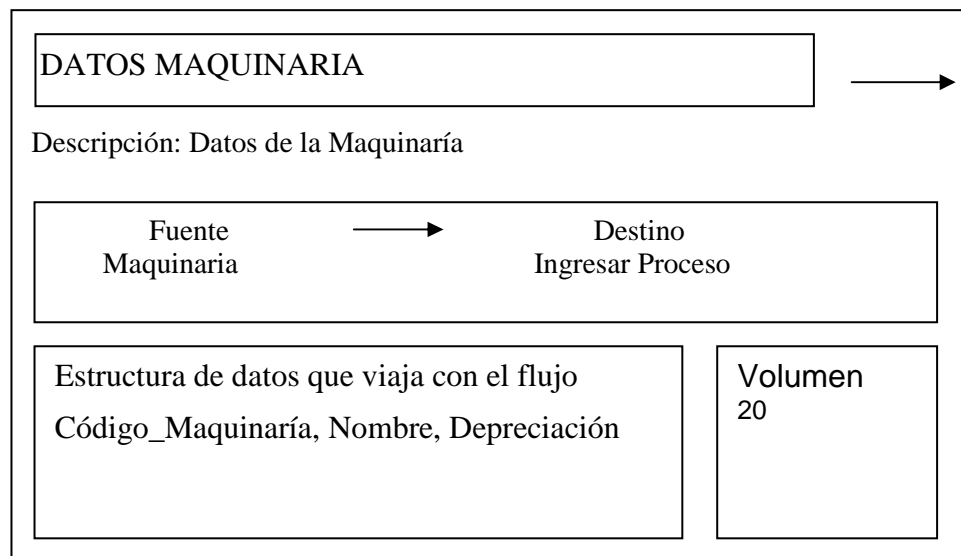 DATOS MAQUINARIA
Descripción: Datos de la Maquinaría
Fuente Destino
Maquinaria Ingresar Proceso
Estructura de datos que viaja con el flujo
Código_Maquinaría, Nombre, Depreciación
Volumen
20